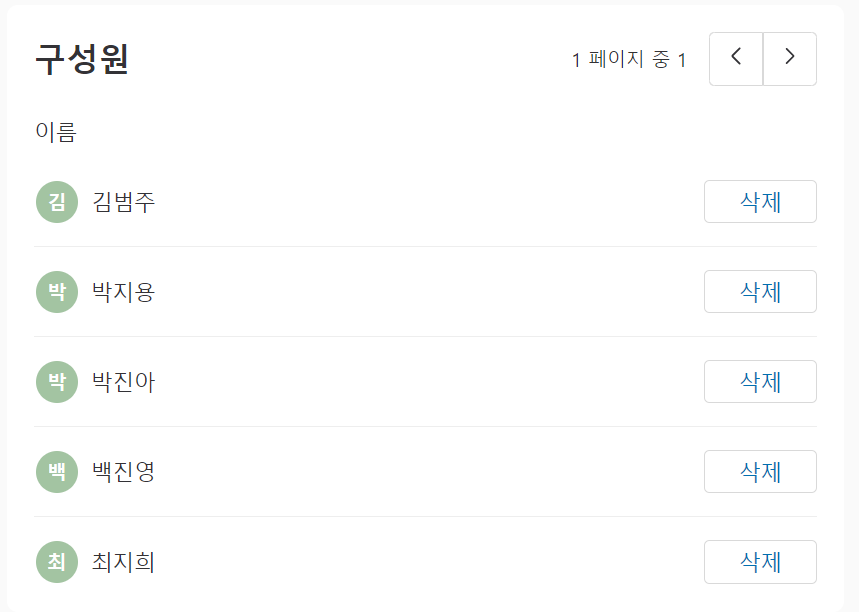 구성원
1 페이지 중 1
이름
김 김범주 삭제
박 박지용 삭제
박 박진아 삭제
백 백진영 삭제
최 최지희 삭제